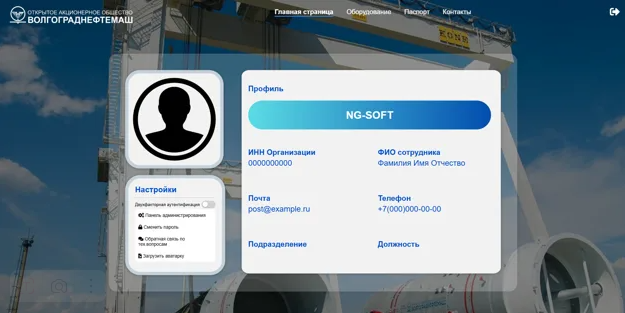 ОТКРЫТОЕ АКЦИОНЕРНОЕ ОБЩЕСТВО
ВОЛГОГРАДНЕФТЕМАШ
Главная страница Оборудование Паспорт Контакты
KONE
Профиль
NG-SOFT
ИНН Организации
0000000000
ФИО сотрудника
Фамилия Имя Отчество
Почта
post@example.ru
Телефон
+7(000)000-00-00
Подразделение
Должность
Настройки
Двухфакторная аутентификация
Панель администрирования
Сменить пароль
Обратная связь по
тех вопросам
Загрузить аватарку